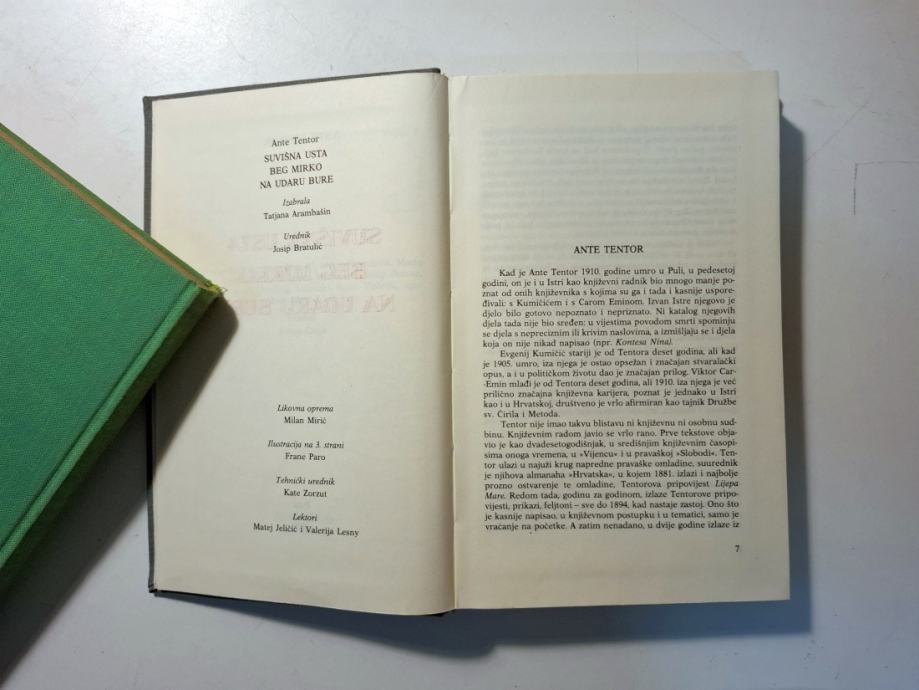 Ante Tentor
SUVIŠNA USTA
BEG MIRKO
NA UDARU BURE
Izabrala
Tatjana Arambašin
Urednik
Josip Bratulić
Likovna oprema
Milan Mirić
Ilustracija na 3. strani
Frane Paro
Tehnički urednik
Kate Zorzut
Lektori
Matej Jeličić i Valerija Lesny
ANTE TENTOR
Kad je Ante Tentor 1910. godine umro u Puli, u pedesetoj
godini, on je i u Istri kao književni radnik bio mnogo manje po-
znat od onih književnika s kojima su ga i tada i kasnije uspore-
đivali: s Kumičićem i s Carom Eminom. Izvan Istre njegovo je
djelo bilo gotovo nepoznato i nepriznato. Ni katalog njegovih
djela tada nije bio sređen: u vijestima povodom smrti spominju
se djela s nepreciznim ili krivim naslovima, a izmišljaju se i djela
koja on nije nikad napisao (npr. Kontesa Nina).
Evgenij Kumičić stariji je od Tentora deset godina, ali kad
je 1905. umro, iza njega je ostao opsežan i značajan stvaralački
opus, a i u političkom životu dao je značajan prilog. Viktor Car-
-Emin mlađi je od Tentora deset godina, ali 1910. iza njega je već
prilično značajna književna karijera, poznat je jednako u Istri
kao i u Hrvatskoj, društveno je vrlo afirmiran kao tajnik Družbe
sv. Ćirila i Metoda.
Tentor nije imao takvu blistavu ni književnu ni osobnu sud-
binu. Književnim radom javio se vrlo rano. Prve tekstove obja-
vio je kao dvadesetogodišnjak, u središnjim književnim časopi-
sima onoga vremena, u »Vijencu« i u pravaškoj »Slobodi«. Ten-
tor ulazi u najuži krug napredne pravaške omladine, suurednik
je njihova almanaha »Hrvatska«, u kojem 1881. izlazi i najbolje
prozno ostvarenje te omladine, Tentorova pripovijest Lijepa
Mare. Redom tada, godinu za godinom, izlaze Tentorove pripo-
vijesti, prikazi, feljtoni – sve do 1894, kad nastaje zastoj. Ono što
je kasnije napisao, u književnom postupku i u tematici, samo je
vraćanje na početke. A zatim nenadano, u dvije godine izlaze iz
7